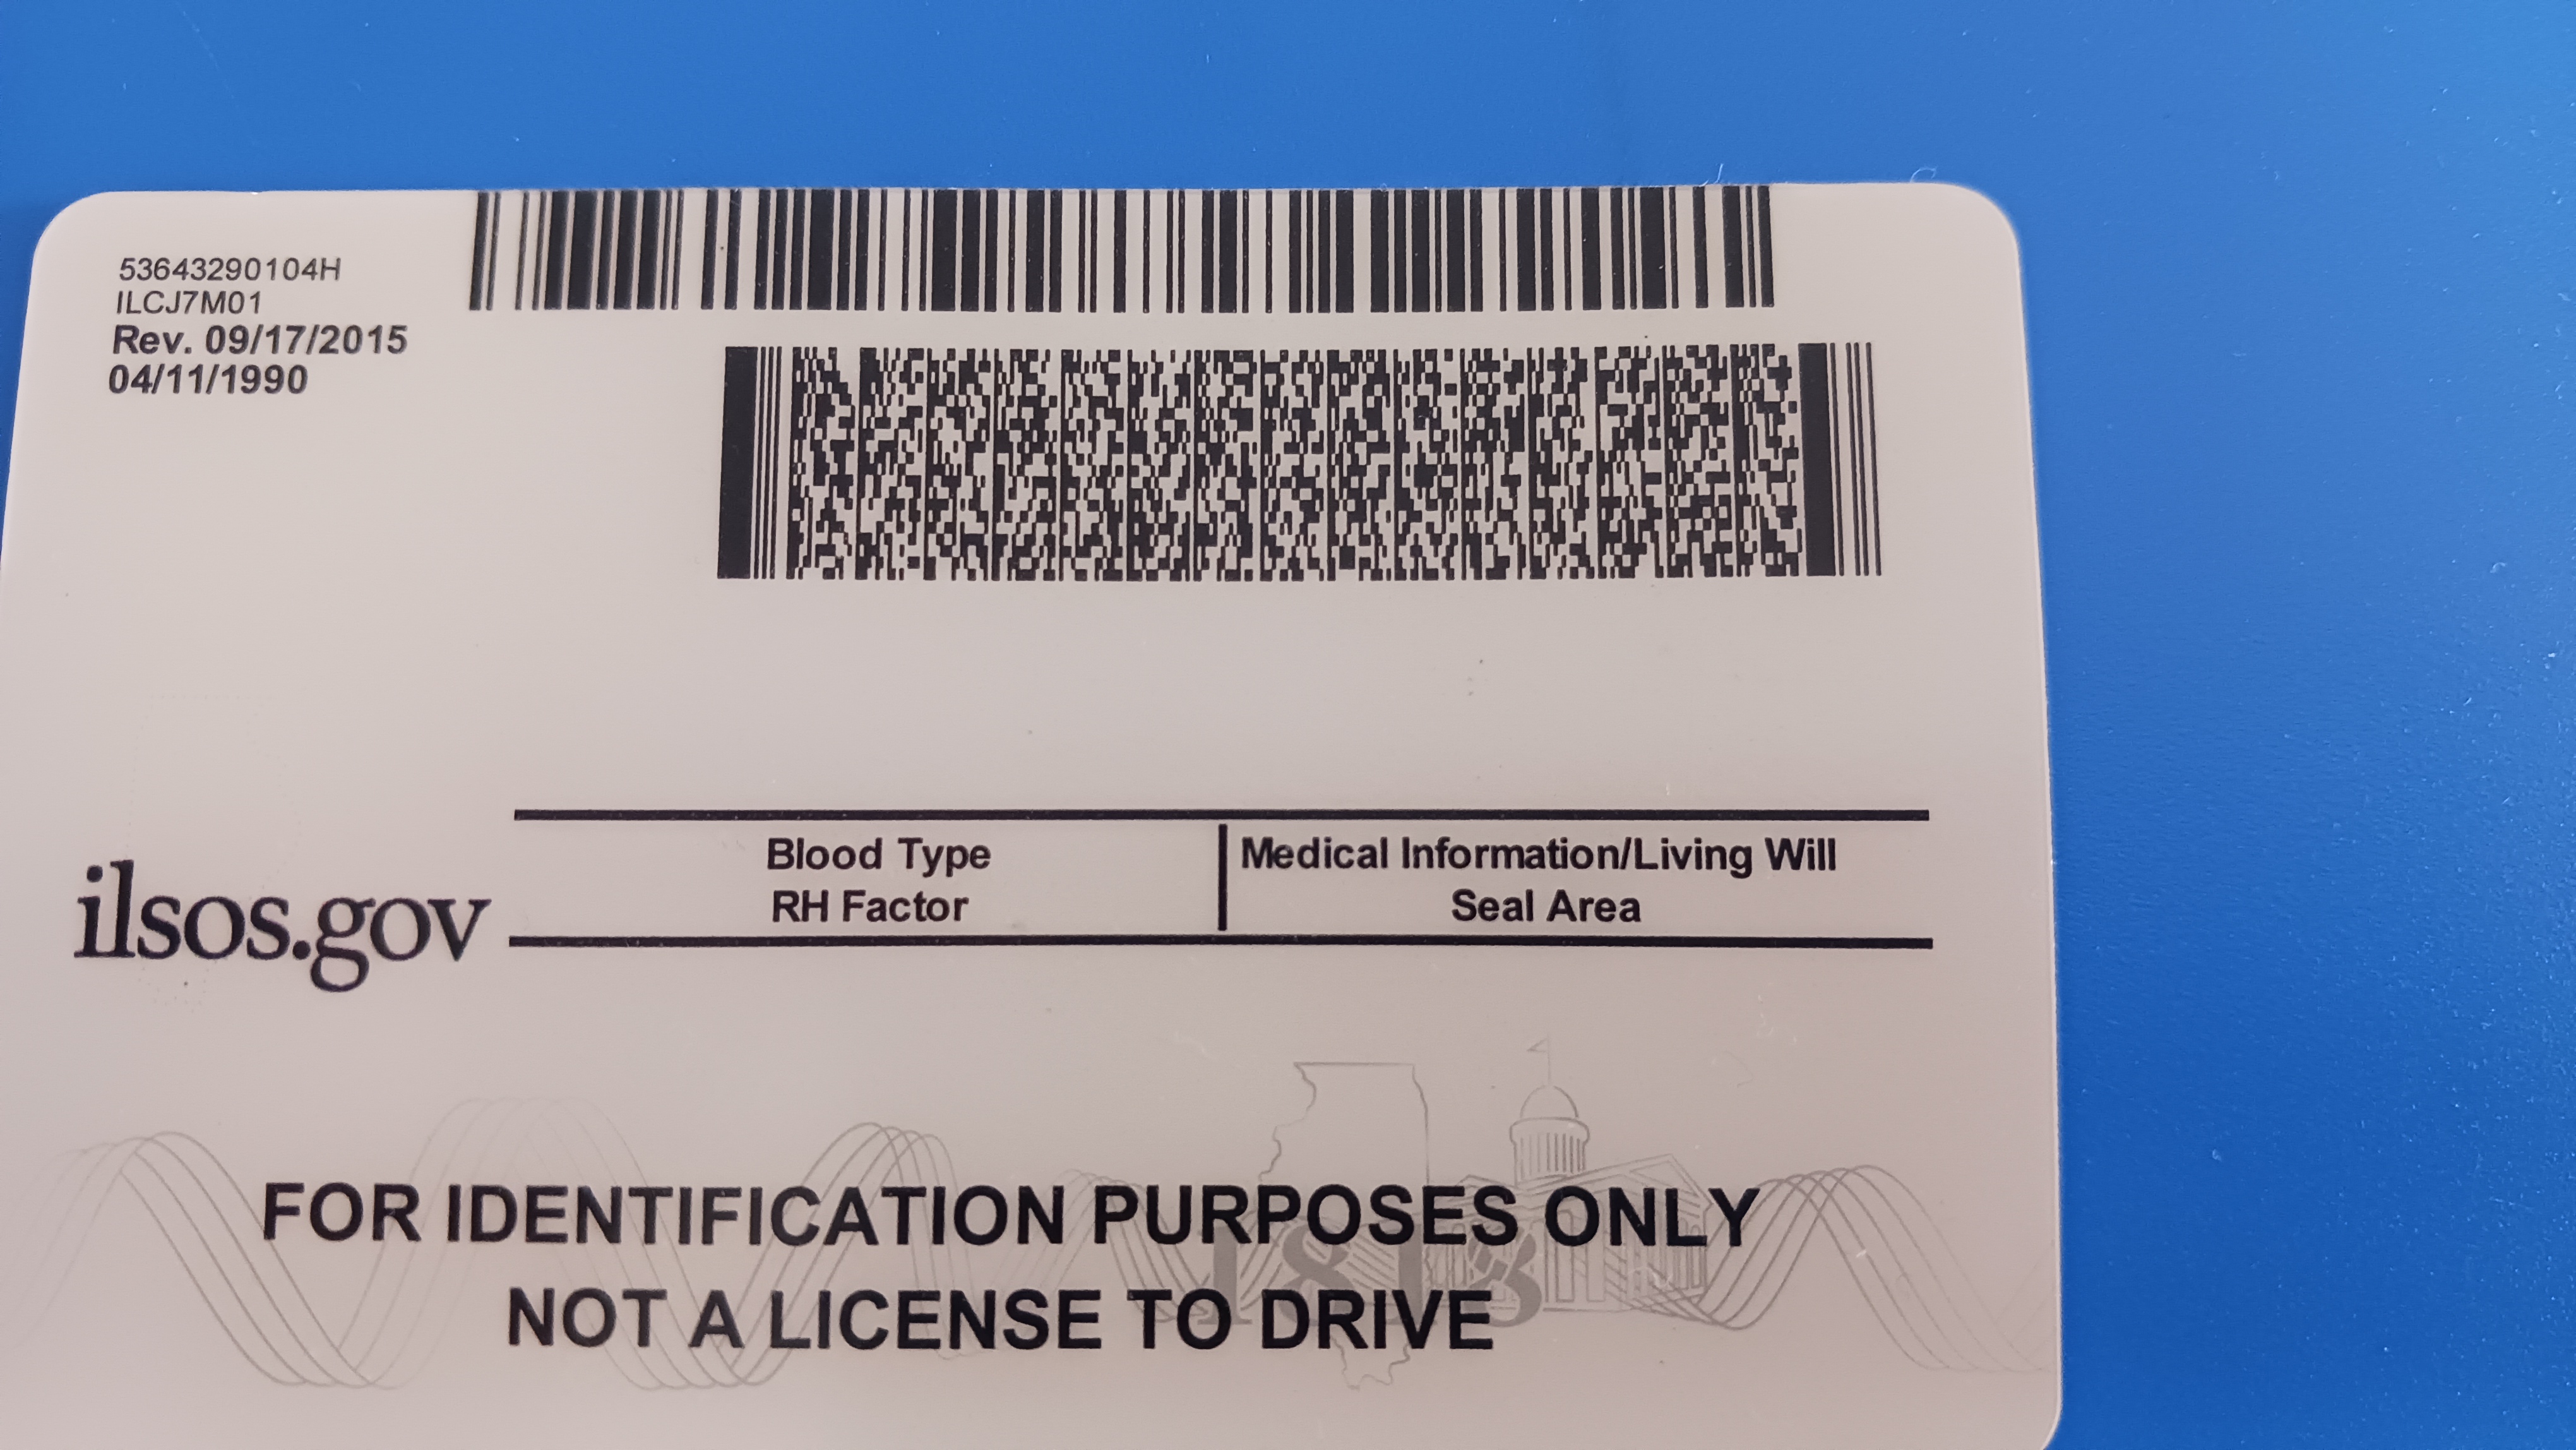 53643290104H
ILCJ7M01
Rev. 09/17/2015
04/11/1990
Blood Type
RH Factor
Medical Information/Living Will
Seal Area
ilsos.gov
1818
FOR IDENTIFICATION PURPOSES ONLY
NOT A LICENSE TO DRIVE